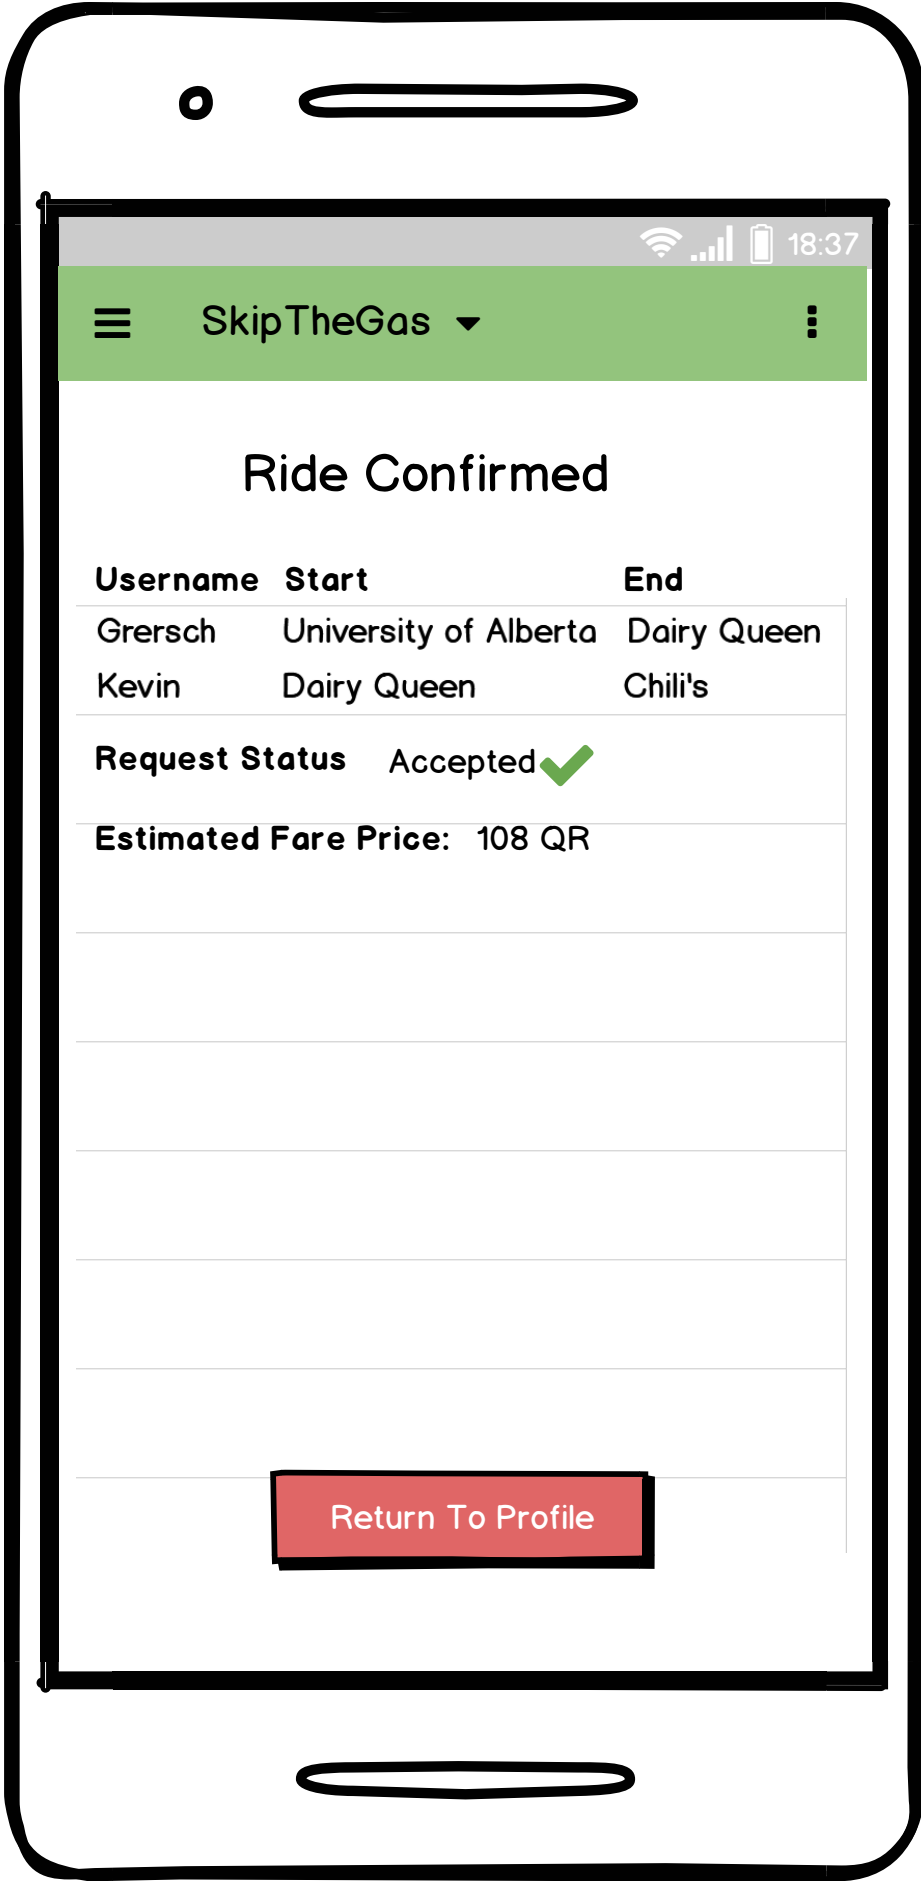 18:37
SkipTheGas
Ride Confirmed
Username Start End
Grersch University of Alberta Dairy Queen
Kevin Dairy Queen Chili's
Request Status Accepted
Estimated Fare Price: 108 QR
Return To Profile